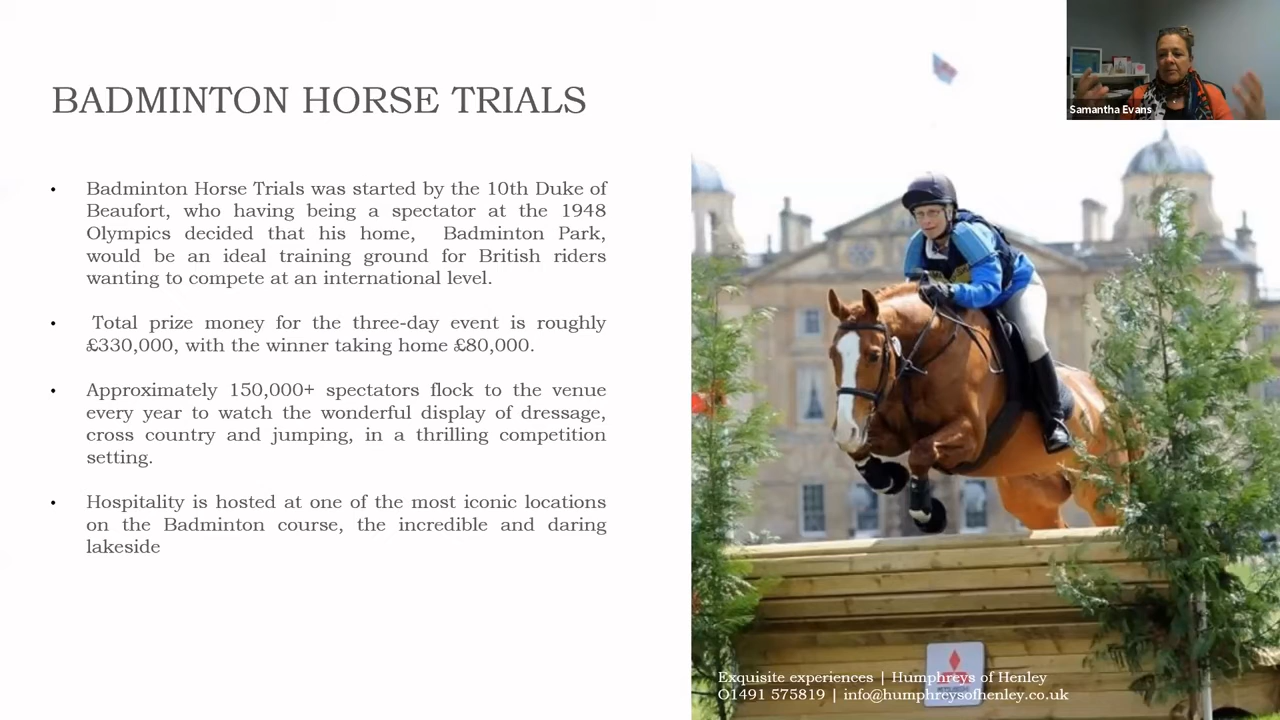 Samantha Evans
BADMINTON HORSE TRIALS
• Badminton Horse Trials was started by the 10th Duke of
Beaufort, who having being a spectator at the 1948
Olympics decided that his home, Badminton Park,
would be an ideal training ground for British riders
wanting to compete at an international level.
• Total prize money for the three-day event is roughly
£330,000, with the winner taking home £80,000.
• Approximately 150,000+ spectators flock to the venue
every year to watch the wonderful display of dressage,
cross country and jumping, in a thrilling competition
setting.
• Hospitality is hosted at one of the most iconic locations
on the Badminton course, the incredible and daring
lakeside
Exquisite experiences | Humphreys of Henley
O1491 575819 | info@humphreysofhenley.co.uk